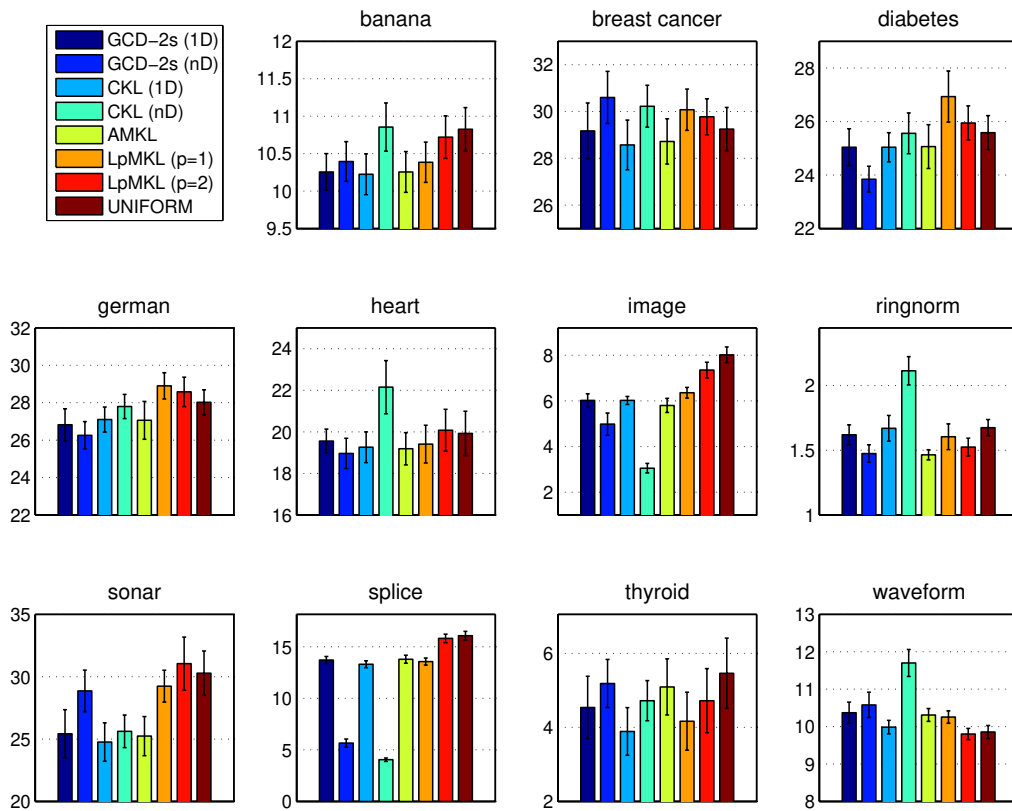 GCD-2s (1D)
GCD-2s (nD)
CKL (1D)
CKL (nD)
AMKL
LpMKL (p=1)
LpMKL (p=2)
UNIFORM
banana
12
11.5
11
10.5
10
9.5
breast cancer
32
30
28
26
diabetes
28
26
24
22
german
32
30
28
26
24
22
heart
24
22
20
18
16
image
8
6
4
2
ringnorm
2
1.5
1
sonar
35
30
25
20
splice
15
10
5
0
thyroid
6
4
2
waveform
13
12
11
10
9
8